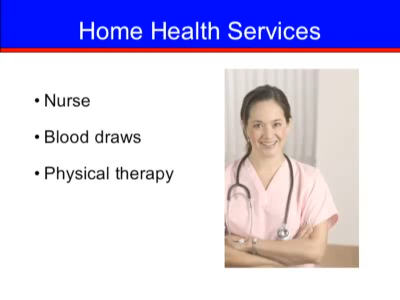 Home Health Services
• Nurse
• Blood draws
• Physical therapy